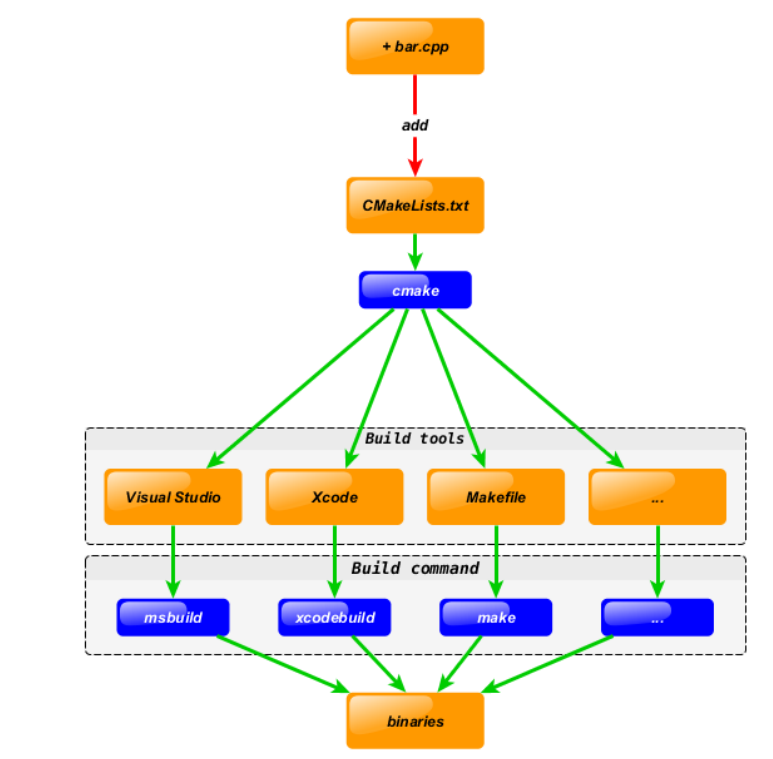 + bar.cpp
add
CMakeLists.txt
cmake
Build tools
Visual Studio
Xcode
Makefile
...
Build command
msbuild
xcodebuild
make
...
binaries